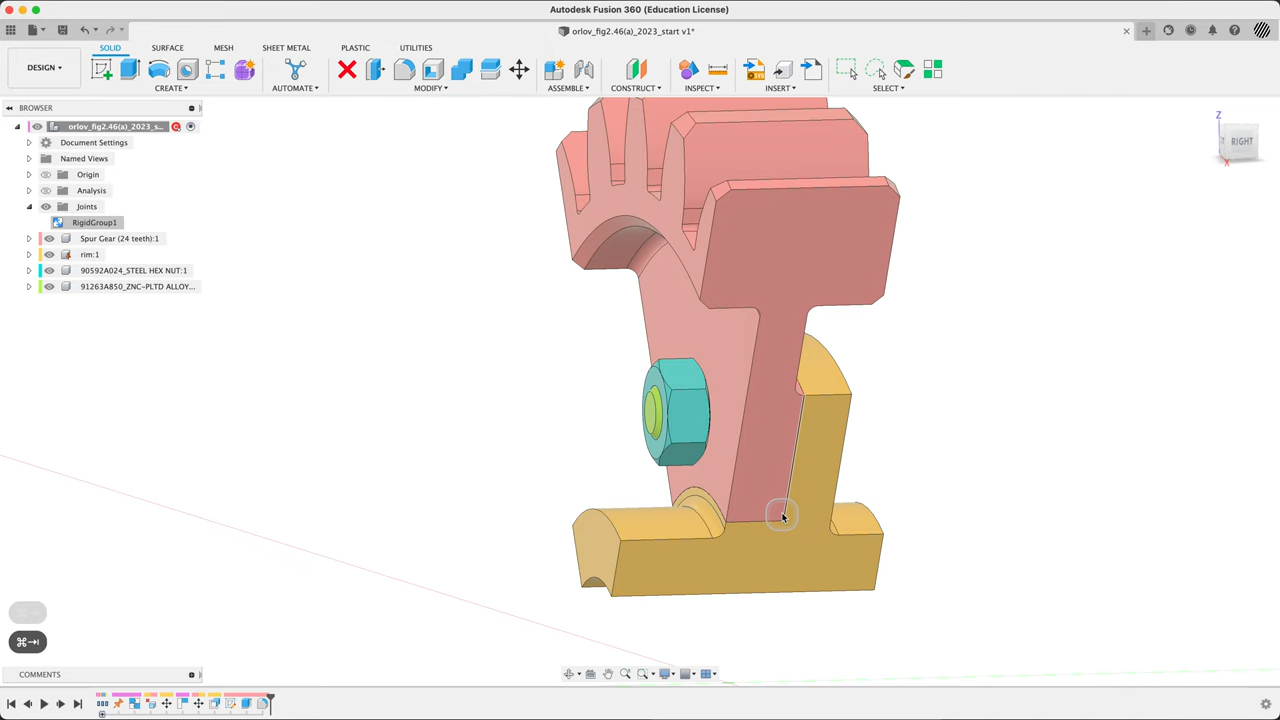 Autodesk Fusion 360 (Education License)
orlov_fig2.46(a)_2023_start v1*
SOLID
SURFACE
MESH
SHEET METAL
PLASTIC
UTILITIES
DESIGN
CREATE
AUTOMATE
MODIFY
ASSEMBLE
CONSTRUCT
INSPECT
INSERT
SELECT
BROWSER
orlov_fig2.46(a)_2023_s...
Document Settings
Named Views
Origin
Analysis
Joints
RigidGroup1
Spur Gear (24 teeth):1
rim:1
90592A024_STEEL HEX NUT:1
91263A850_ZNC-PLTD ALLOY...
Z
RIGHT
X
⌘⇥
COMMENTS